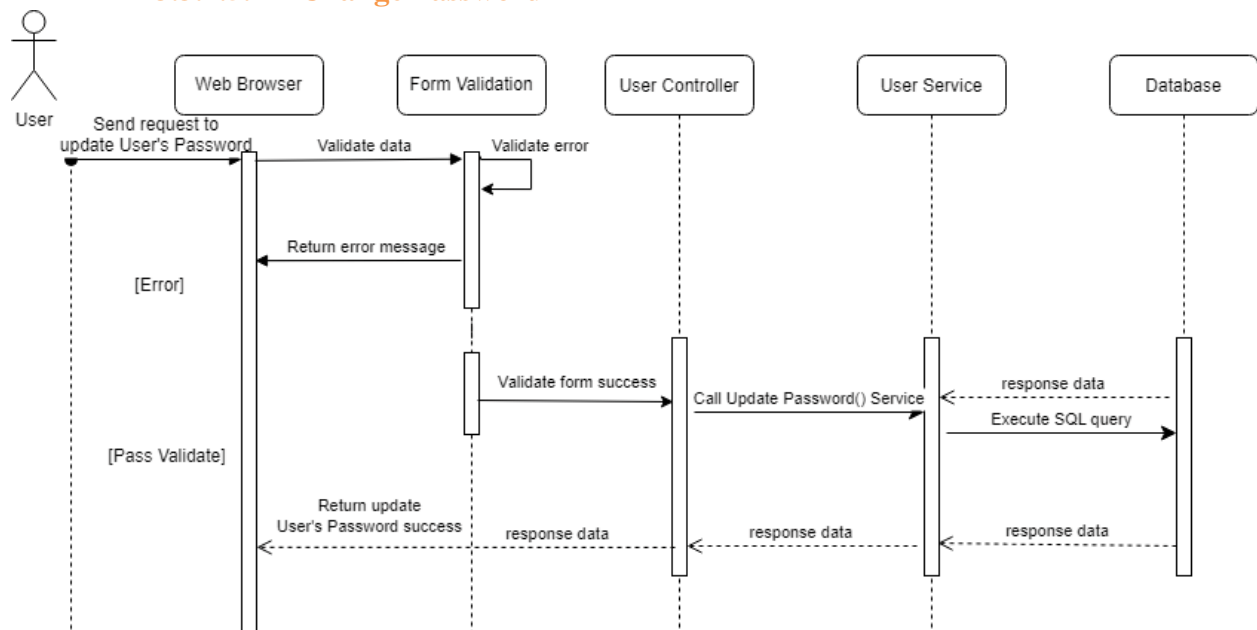 Change Password
Web Browser
Form Validation
User Controller
User Service
Database
User
Send request to
update User's Password
Validate data
Validate error
Return error message
[Error]
Validate form success
Call Update Password() Service
response data
Execute SQL query
[Pass Validate]
Return update
User's Password success
response data
response data
response data